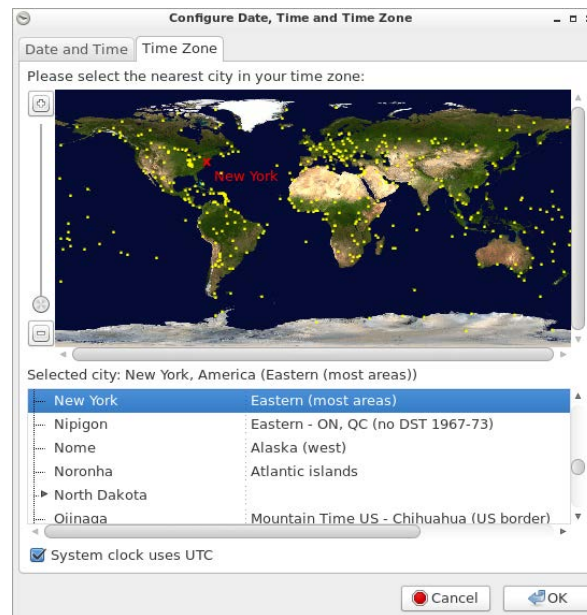 Configure Date, Time and Time Zone
Date and Time Time Zone
Please select the nearest city in your time zone:
New York
Selected city: New York, America (Eastern (most areas))
New York Eastern (most areas)
Nipigon Eastern - ON, QC (no DST 1967-73)
Nome Alaska (west)
Noronha Atlantic islands
North Dakota
Ojinaga Mountain Time US - Chihuahua (US border)
System clock uses UTC
Cancel OK